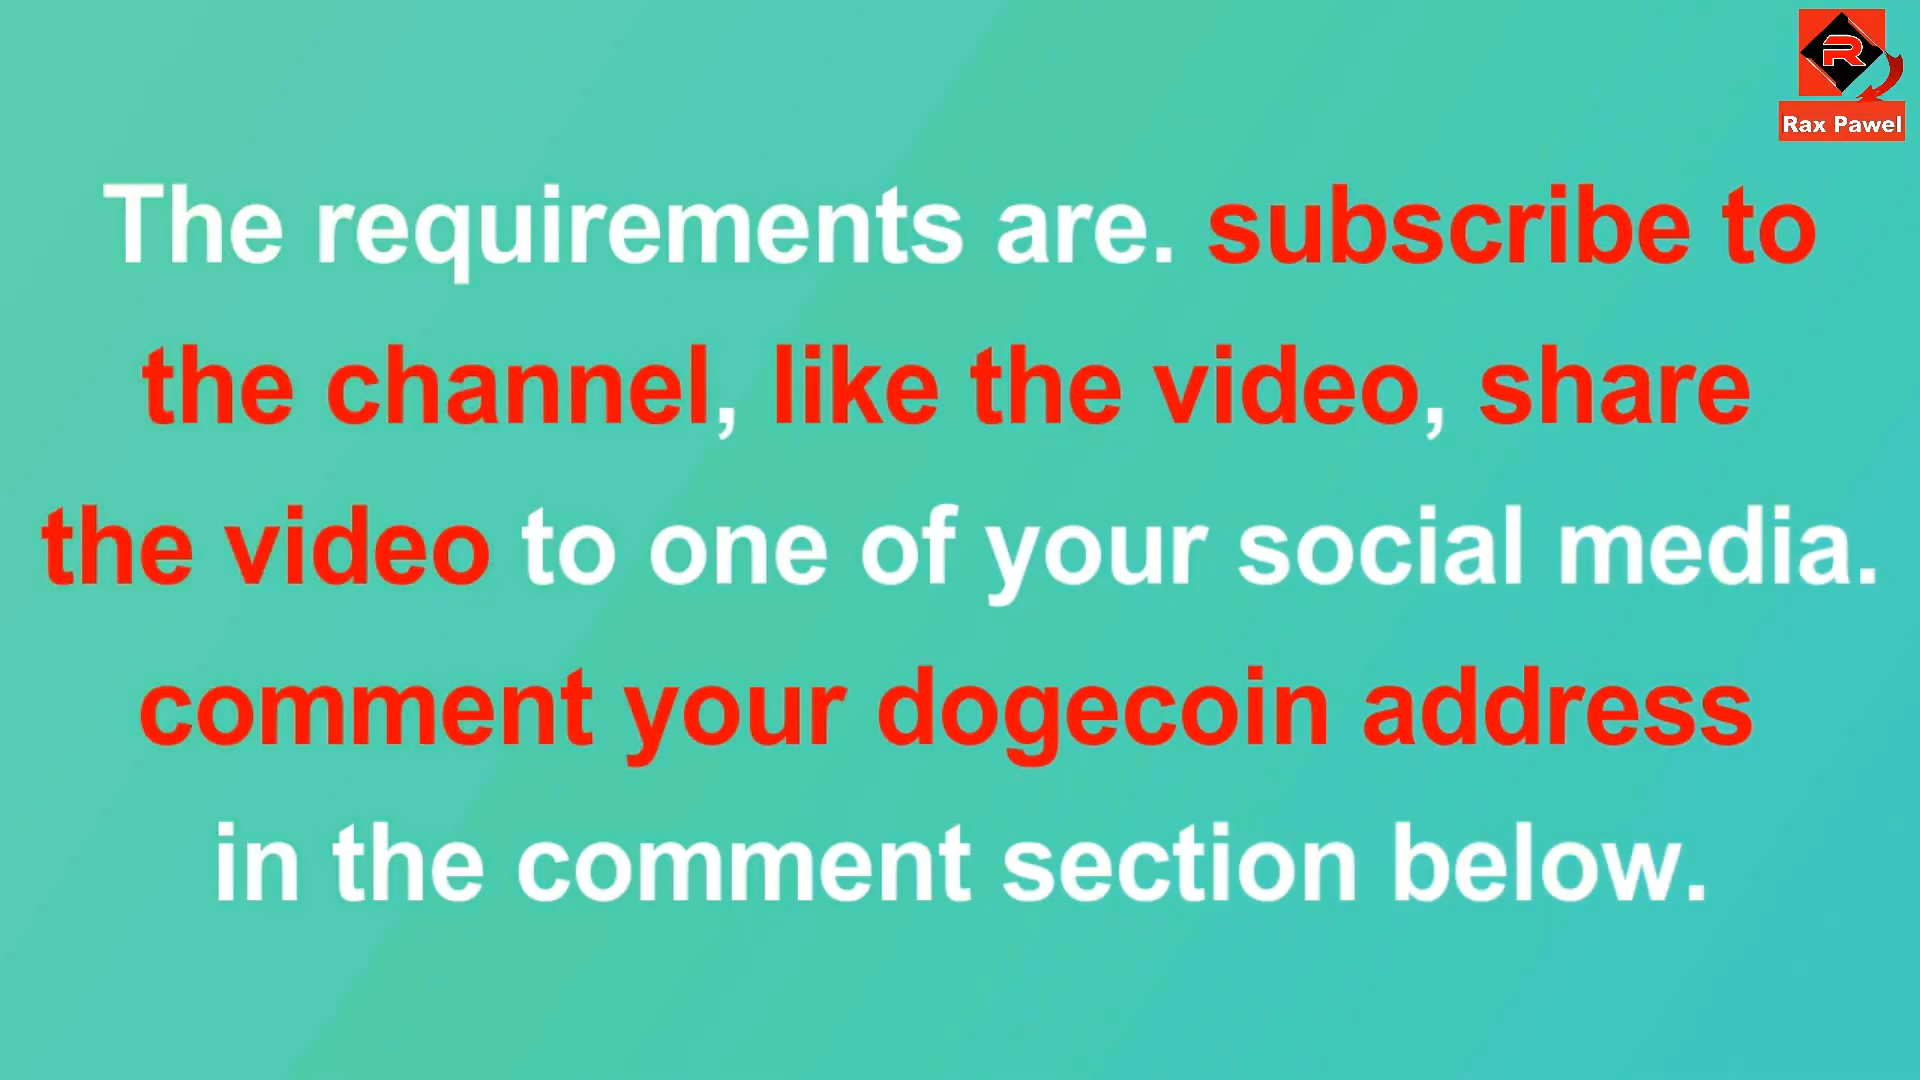 R
Rax Pawel
The requirements are. subscribe to
the channel, like the video, share
the video to one of your social media.
comment your dogecoin address
in the comment section below.